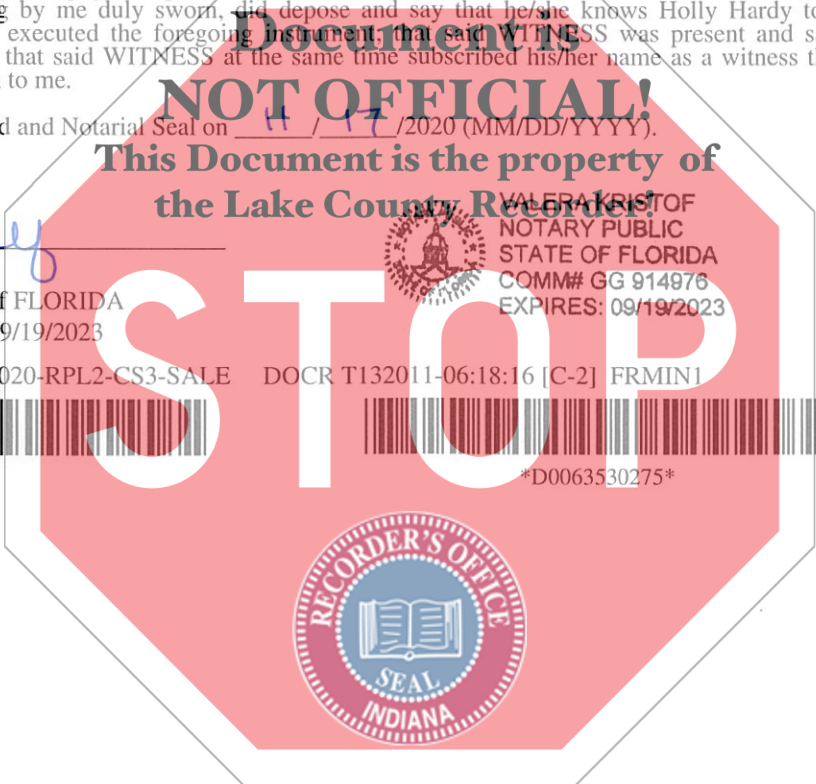 g by me duly sworn, did depose and say that he/she knows Holly Hardy to
executed the foregoing instrument; that said WITNESS was present and s
that said WITNESS at the same time subscribed his/her name as a witness t
to me.
Document is
NOT OFFICIAL!
d and Notarial Seal on 11/17/2020 (MM/DD/YYYY).
This Document is the property of
the Lake County Recorder!
VALERA KRISTOF
NOTARY PUBLIC
STATE OF FLORIDA
COMM# GG 914976
EXPIRES: 09/19/2023
NOTARY PUBLIC
STATE OF FLORIDA
f FLORIDA
9/19/2023
STOP
020-RPL2-CS3-SALE DOCR T132011-06:18:16 [C-2] FRMIN1
*D0063530275*
RECORDER'S OFFICE
SEAL
INDIANA